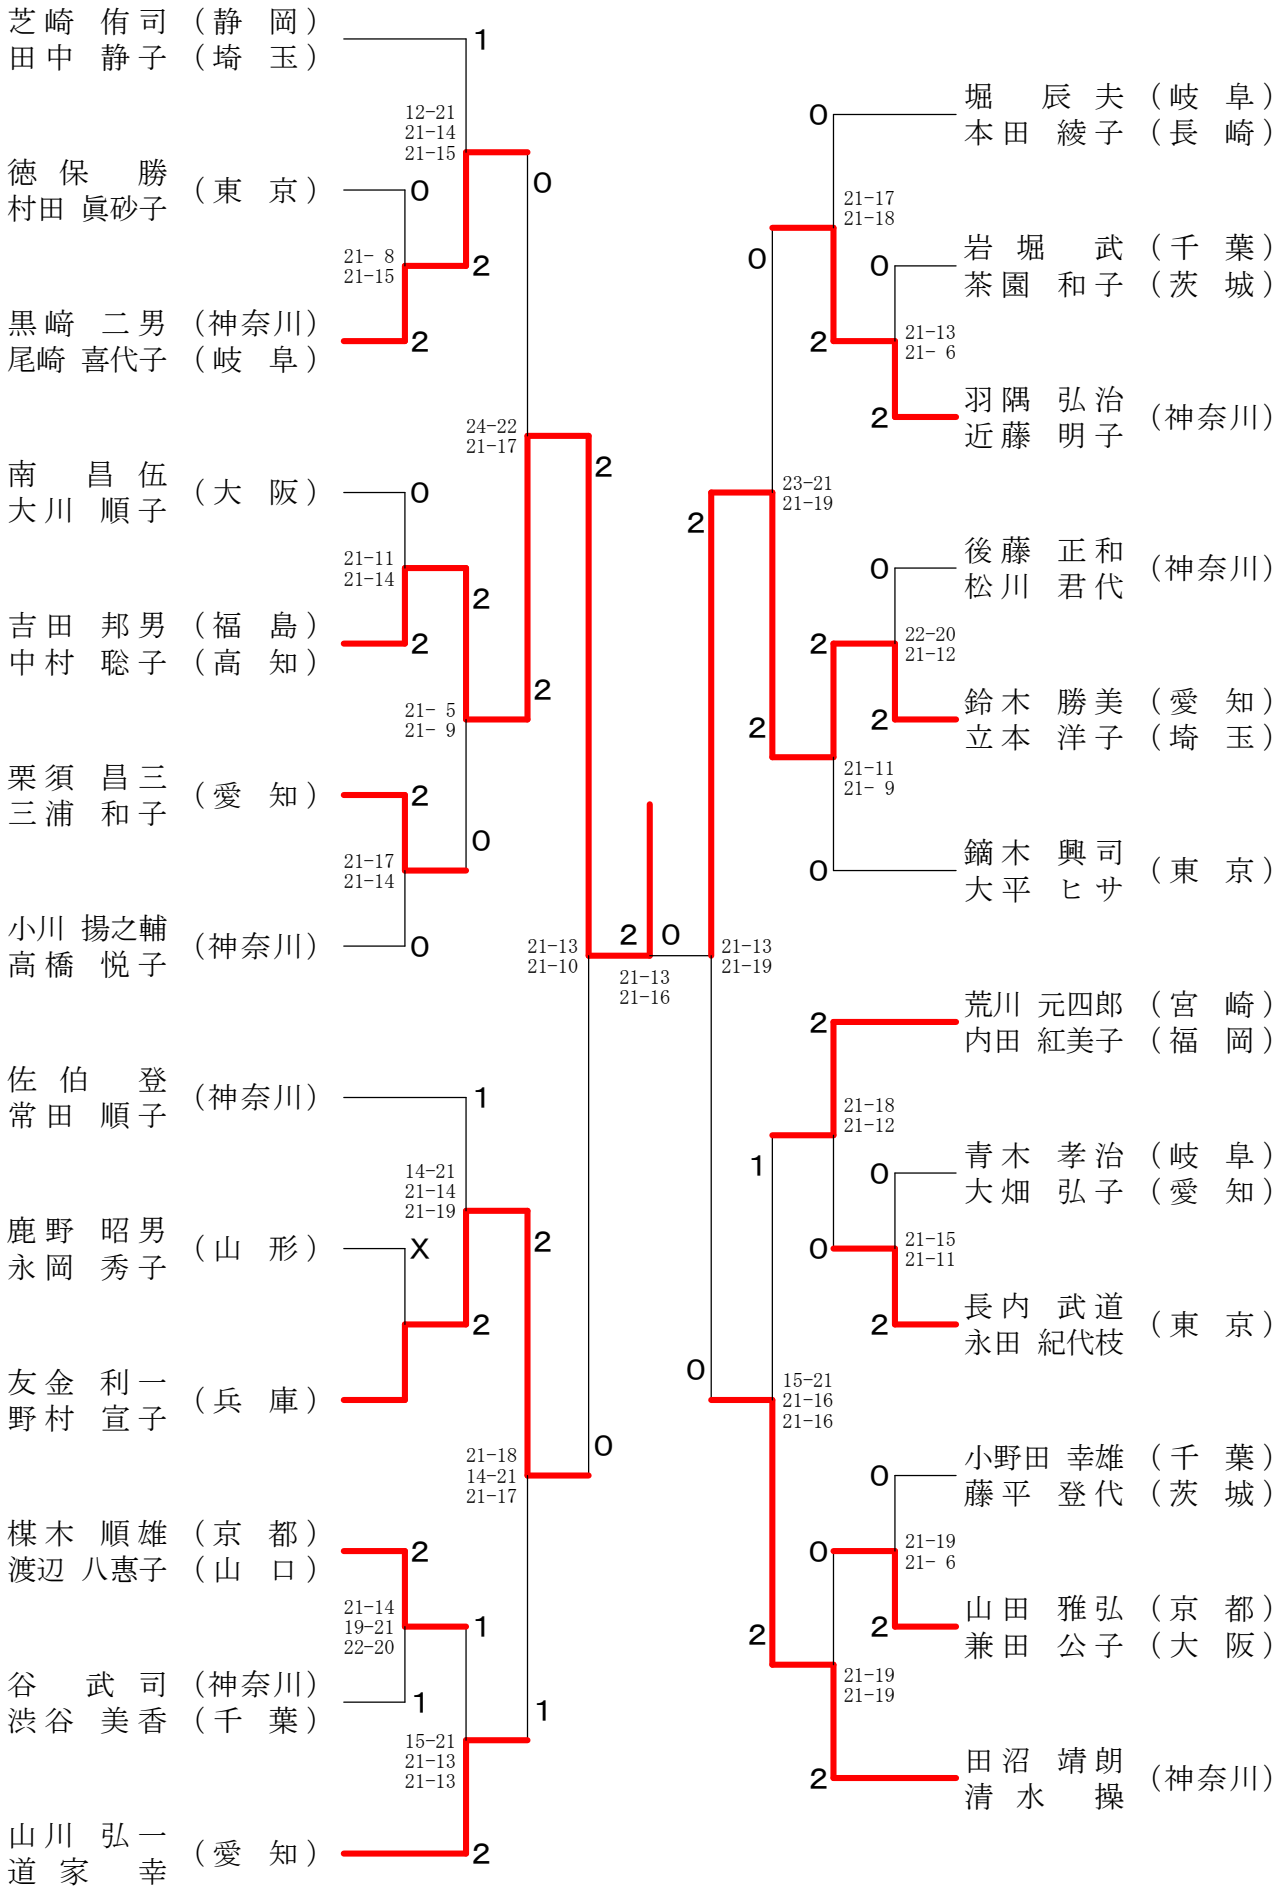 芝崎 侑司 (静 岡)
田中 静子 (埼 玉)
1
12-21
21-14
21-15
徳保 勝
村田 眞砂子
(東 京)
0
0
21- 8
21-15
2
黒﨑 二男 (神奈川)
尾崎 喜代子 (岐 阜)
2
24-22
21-17
2
南 昌伍
大川 順子
(大 阪)
0
21-11
21-14
2
吉田 邦男 (福 島)
中村 聡子 (高 知)
2
2
21- 5
21- 9
栗須 昌三
三浦 和子
(愛 知)
2
0
21-17
21-14
小川 揚之輔
高橋 悦子
(神奈川)
0
21-13
21-10
2
0
21-13
21-16
佐伯 登
常田 順子
(神奈川)
1
14-21
21-14
21-19
鹿野 昭男
永岡 秀子
(山 形)
X
2
2
友金 利一
野村 宣子
(兵 庫)
0
21-18
14-21
21-17
楳木 順雄 (京 都)
渡辺 八惠子 (山 口)
2
21-14
19-21
22-20
1
谷 武司 (神奈川)
渋谷 美香 (千 葉)
1
1
15-21
21-13
21-13
山川 弘一
道家 幸
(愛 知)
2
堀 辰夫 (岐 阜)
本田 綾子 (長 崎)
0
21-17
21-18
岩堀 武 (千 葉)
茶園 和子 (茨 城)
0
0
2
21-13
21- 6
羽隅 弘治
近藤 明子
(神奈川)
2
2
23-21
21-19
後藤 正和
松川 君代
(神奈川)
0
2
22-20
21-12
鈴木 勝美 (愛 知)
立本 洋子 (埼 玉)
2
2
21-11
21- 9
鏑木 興司
大平 ヒサ
(東 京)
0
21-13
21-19
荒川 元四郎 (宮 崎)
内田 紅美子 (福 岡)
2
21-18
21-12
1
青木 孝治 (岐 阜)
大畑 弘子 (愛 知)
0
0
21-15
21-11
長内 武道
永田 紀代枝
(東 京)
2
0
15-21
21-16
21-16
小野田 幸雄 (千 葉)
藤平 登代 (茨 城)
0
0
21-19
21- 6
山田 雅弘 (京 都)
兼田 公子 (大 阪)
2
2
21-19
21-19
田沼 靖朗
清水 操
(神奈川)
2